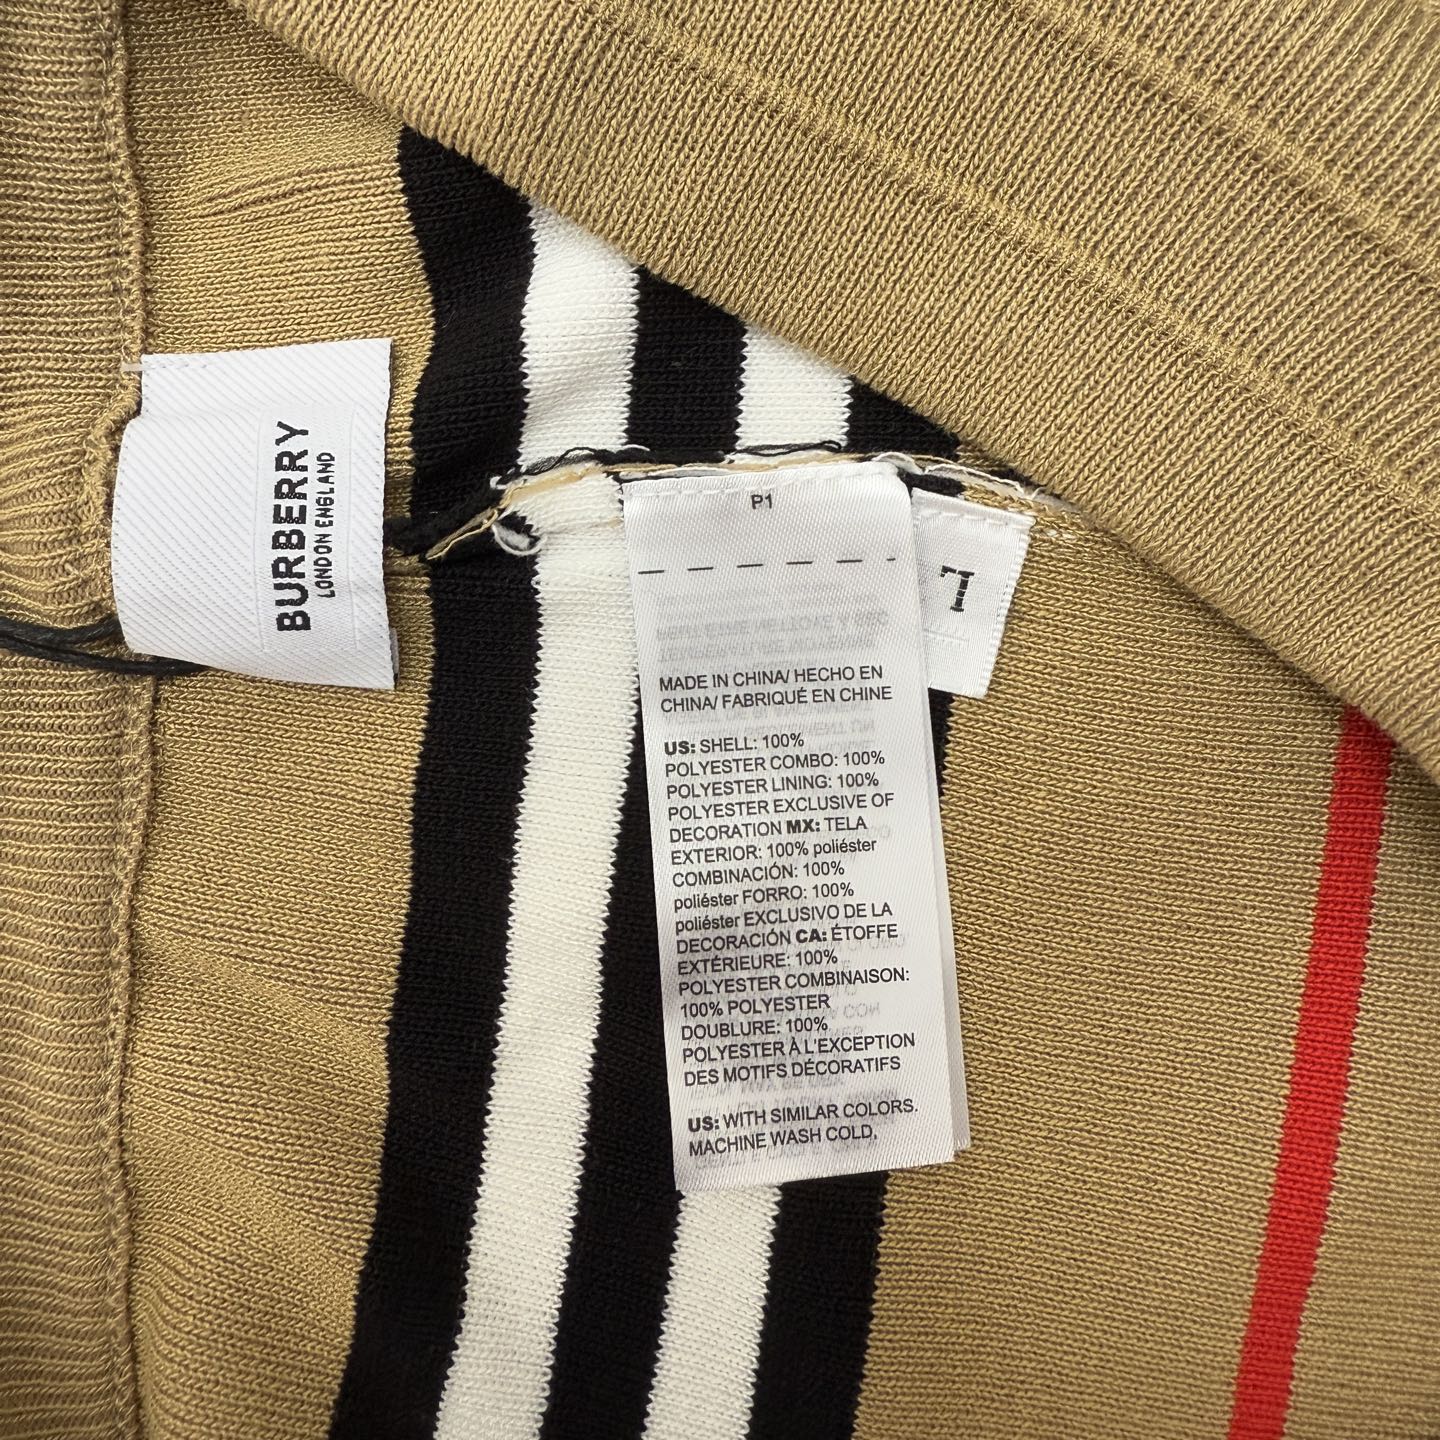 BURBERRY
LONDON ENGLAND
P1
L
MADE IN CHINA/ HECHO EN
CHINA/ FABRIQUÉ EN CHINE
US: SHELL: 100%
POLYESTER COMBO: 100%
POLYESTER LINING: 100%
POLYESTER EXCLUSIVE OF
DECORATION MX: TELA
EXTERIOR: 100% poliéster
COMBINACIÓN: 100%
poliéster FORRO: 100%
poliéster EXCLUSIVO DE LA
DECORACIÓN CA: ÉTOFFE
EXTÉRIEURE: 100%
POLYESTER COMBINAISON:
100% POLYESTER
DOUBLURE: 100%
POLYESTER À L'EXCEPTION
DES MOTIFS DÉCORATIFS
US: WITH SIMILAR COLORS.
MACHINE WASH COLD,